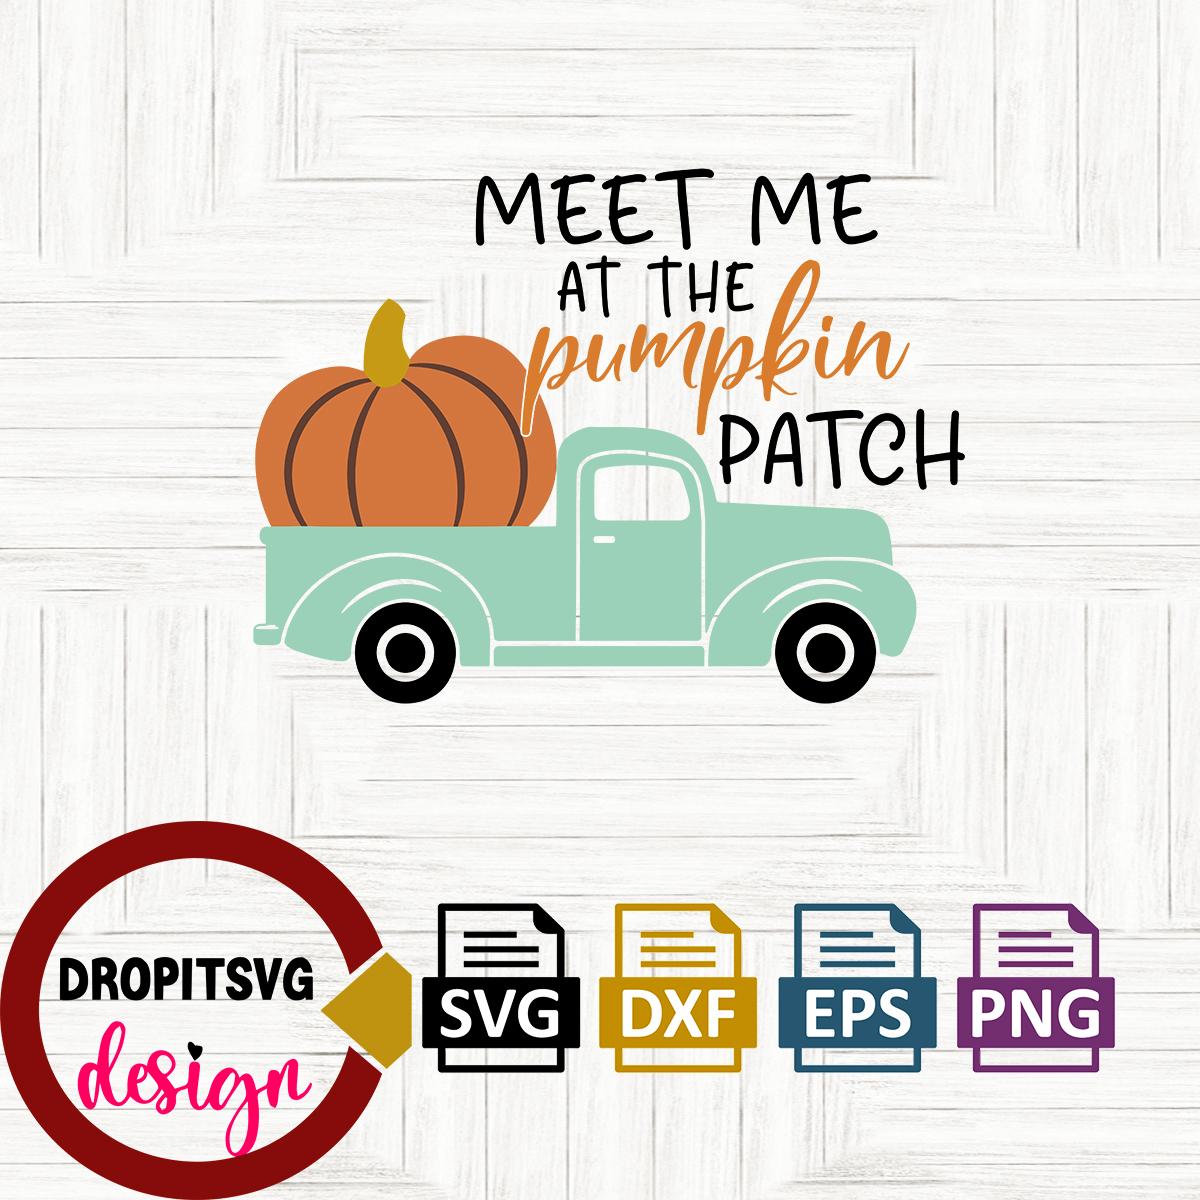 MEET ME
AT THE
pumpkin
PATCH
DROPITSVG
design
SVG
DXF
EPS
PNG